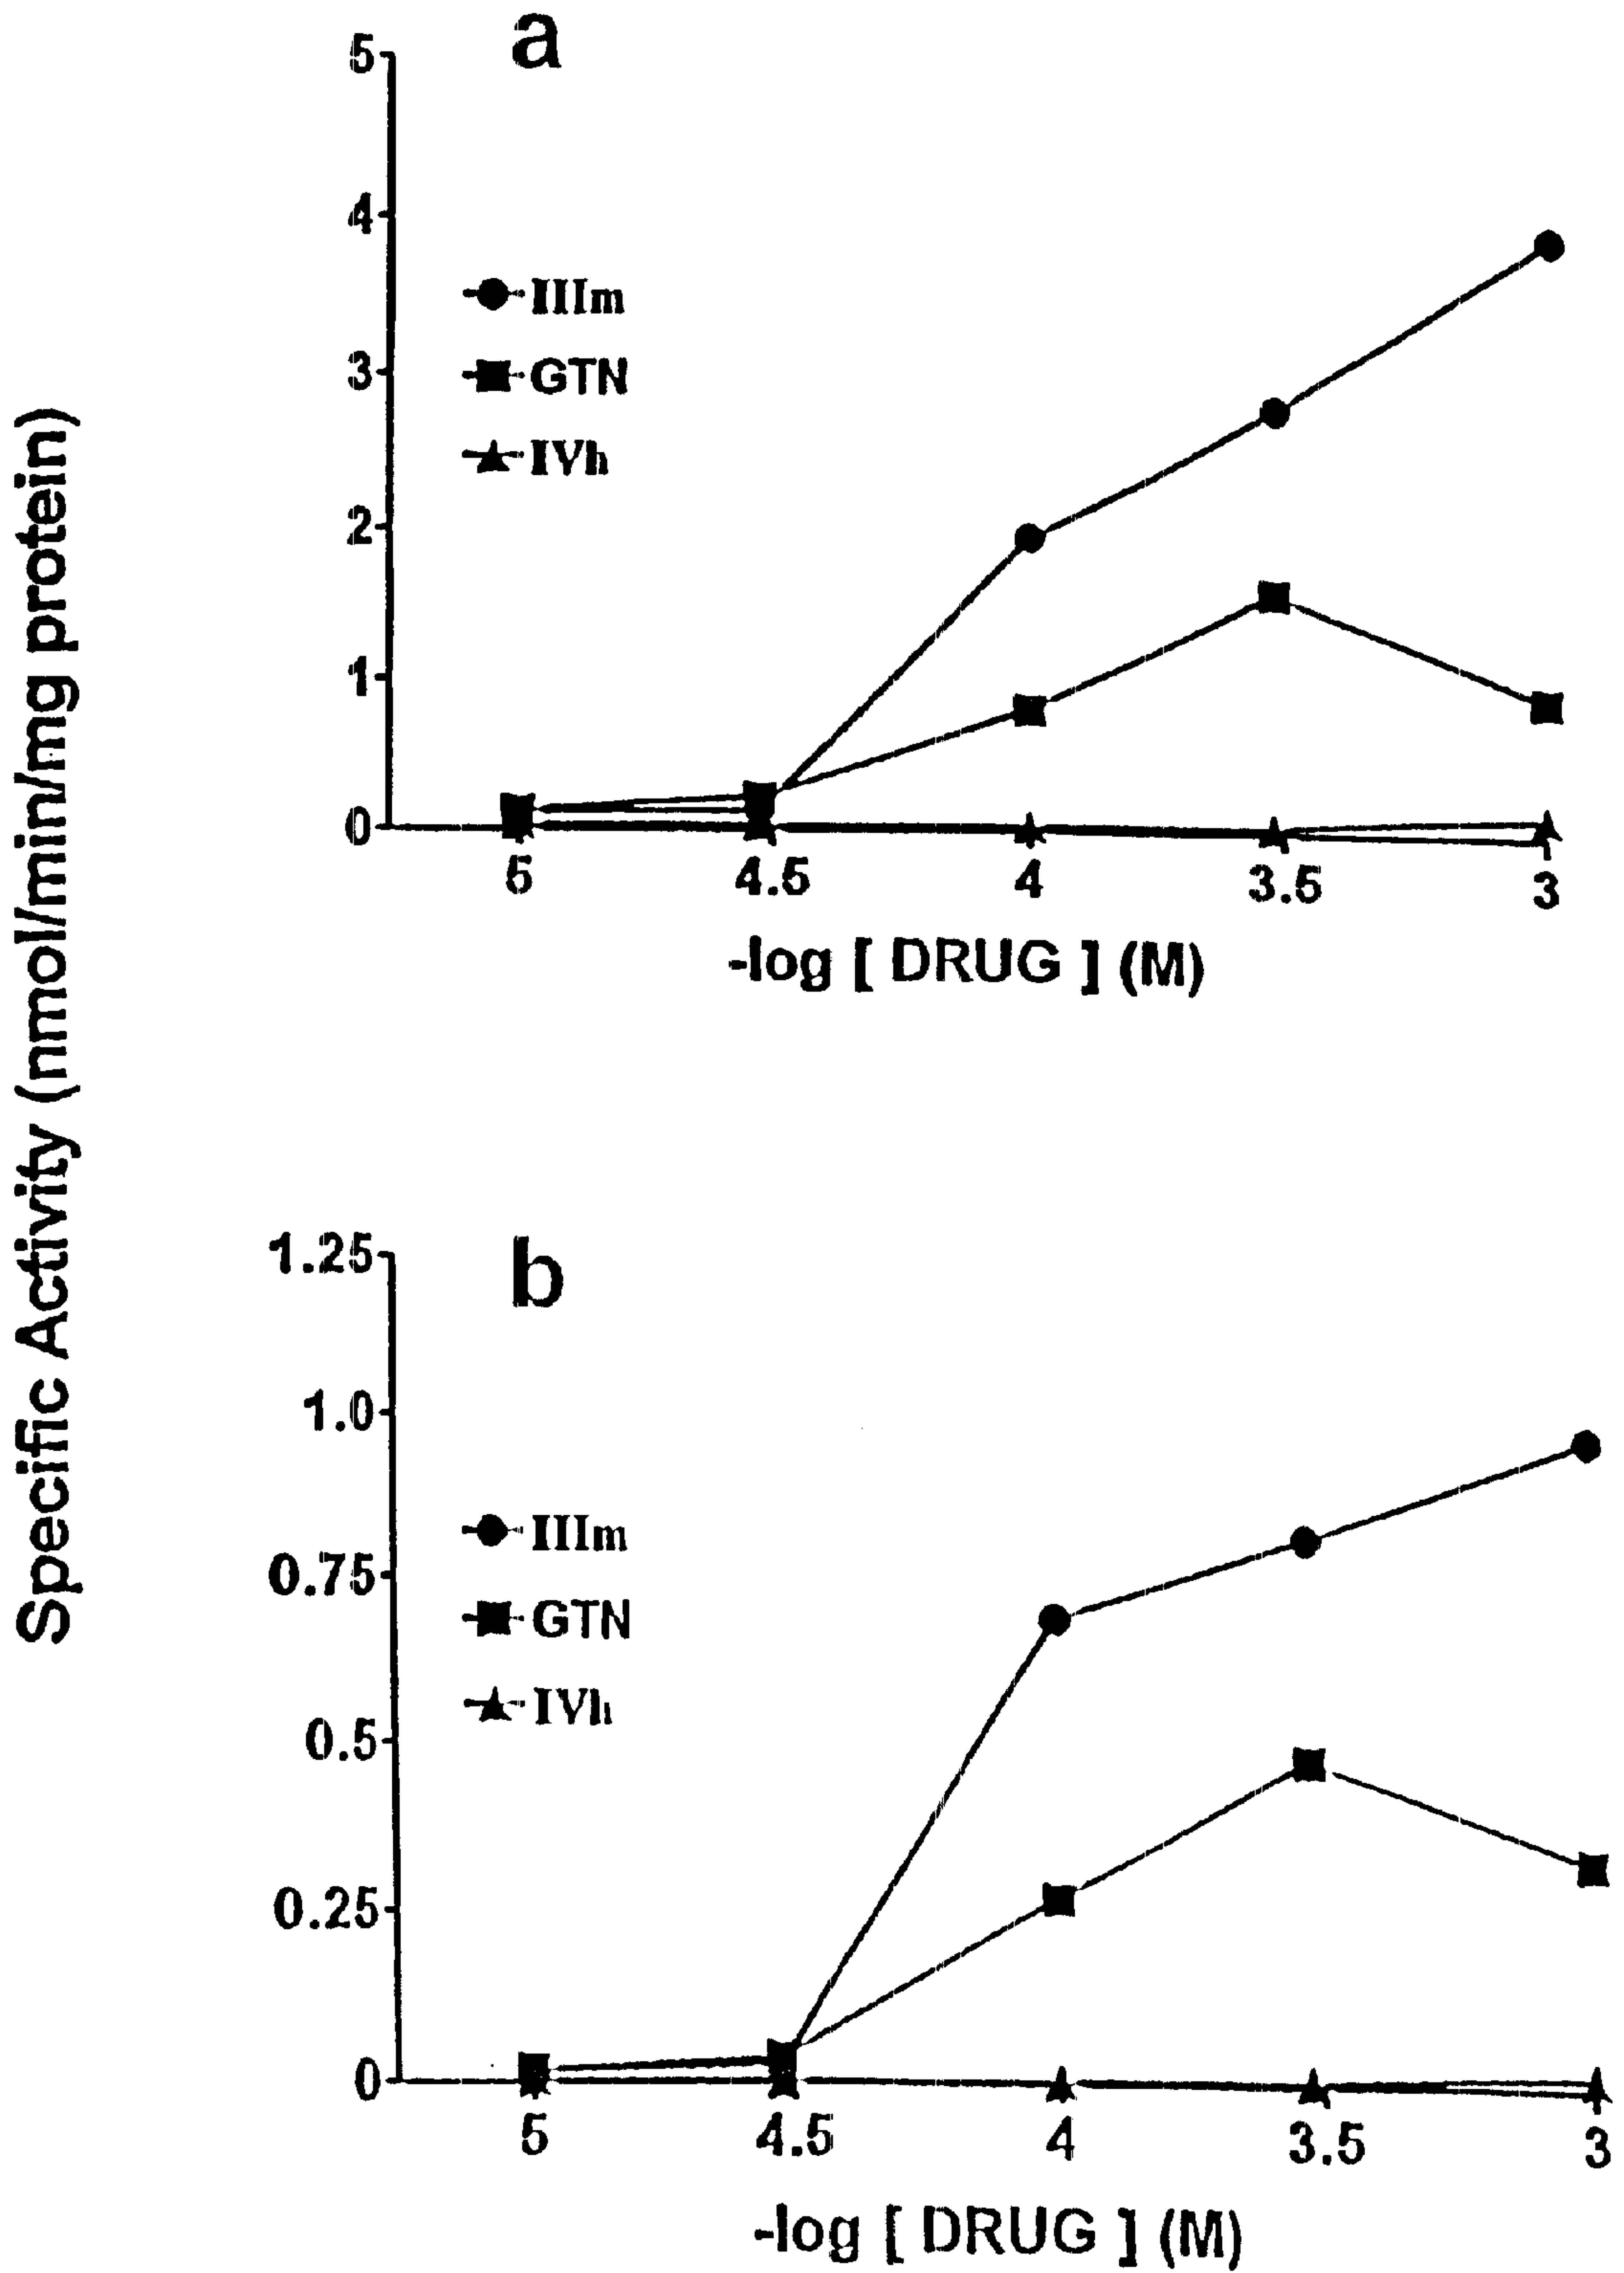 Specific Activity (nmol/min/mg protein)
a
5
4
3
2
1
0
IIIm
GTN
IVh
5 4.5 4 3.5 3
-log [ DRUG ] (M)
b
1.25
1.0
0.75
0.5
0.25
0
IIIm
GTN
IVh
5 4.5 4 3.5 3
-log [ DRUG ] (M)